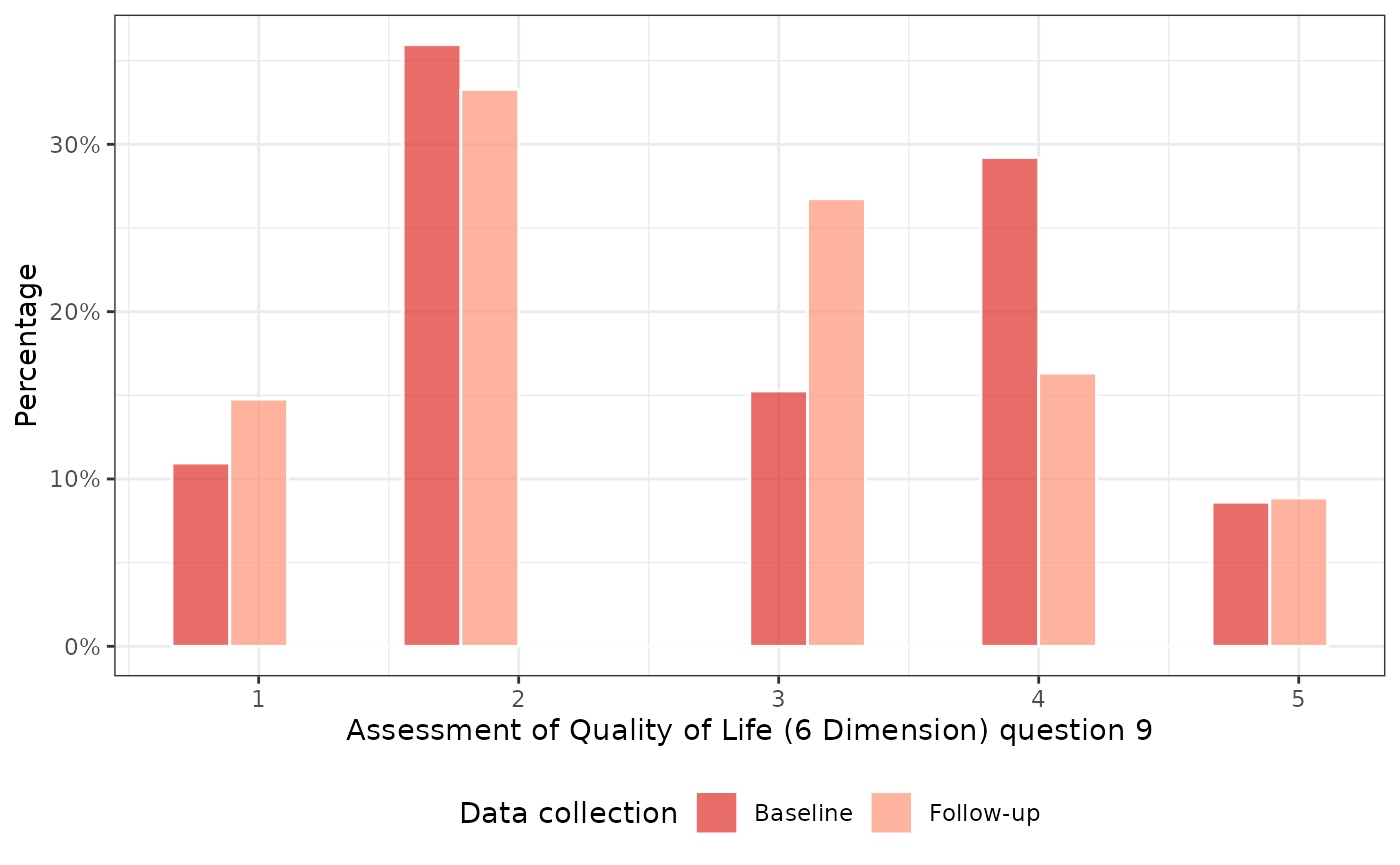 Percentage
30%
20%
10%
0%
1 2 3 4 5
Assessment of Quality of Life (6 Dimension) question 9
Data collection Baseline Follow-up